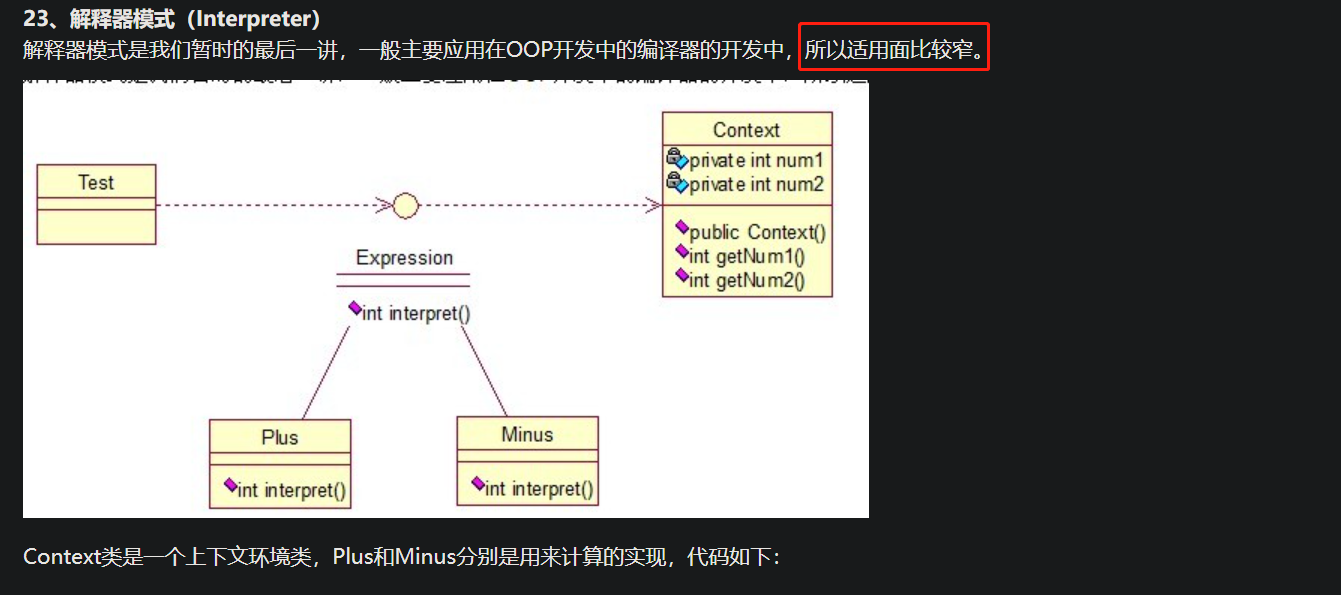 23、解释器模式（Interpreter）
解释器模式是我们暂时的最后一讲，一般主要应用在OOP开发中的编译器的开发中，所以适用面比较窄。
Test
Expression
int interpret()
Context
private int num1
private int num2
public Context()
int getNum1()
int getNum2()
Plus
int interpret()
Minus
int interpret()
Context类是一个上下文环境类，Plus和Minus分别是用来计算的实现，代码如下：